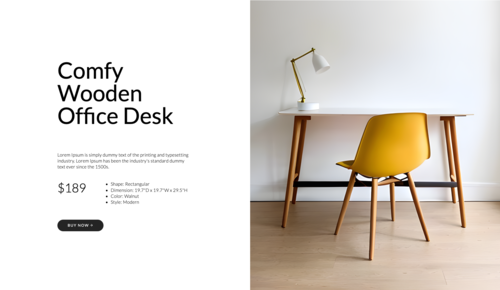 Comfy
Wooden
Office Desk
Lorem Ipsum is simply dummy text of the printing and typesetting
industry. Lorem Ipsum has been the industry's standard dummy
text ever since the 1500s.
$189
• Shape: Rectangular
• Dimension: 19.7"D x 19.7"W x 29.5"H
• Color: Walnut
• Style: Modern
BUY NOW >